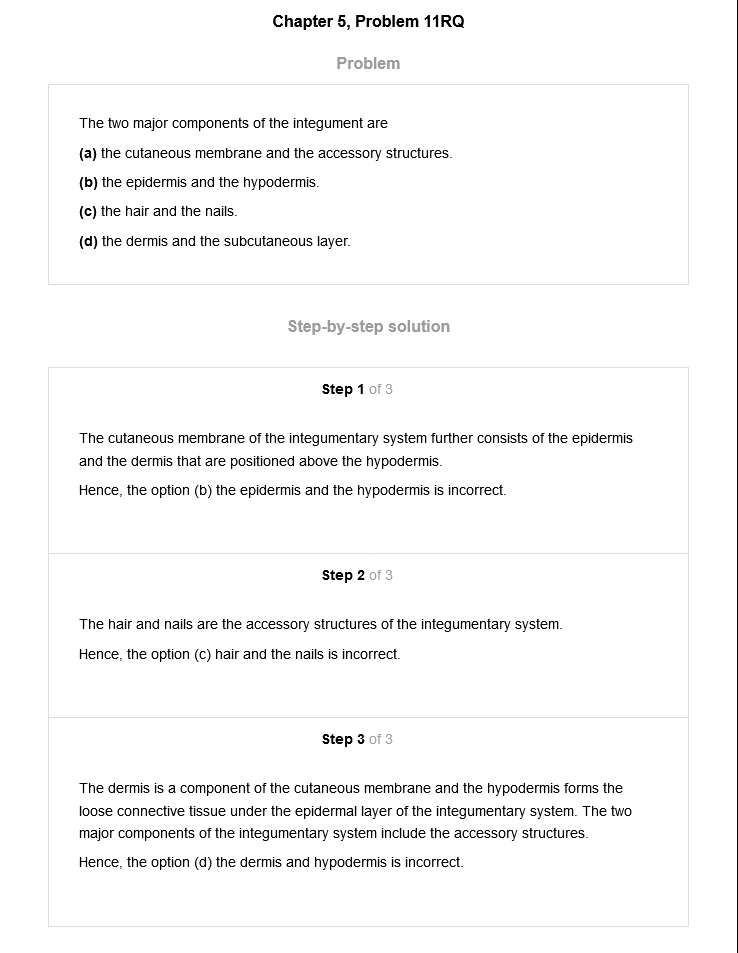 Chapter 5, Problem 11RQ
Problem
The two major components of the integument are
(a) the cutaneous membrane and the accessory structures.
(b) the epidermis and the hypodermis.
(c) the hair and the nails.
(d) the dermis and the subcutaneous layer.
Step-by-step solution
Step 1 of 3
The cutaneous membrane of the integumentary system further consists of the epidermis
and the dermis that are positioned above the hypodermis.
Hence, the option (b) the epidermis and the hypodermis is incorrect.
Step 2 of 3
The hair and nails are the accessory structures of the integumentary system.
Hence, the option (c) hair and the nails is incorrect.
Step 3 of 3
The dermis is a component of the cutaneous membrane and the hypodermis forms the
loose connective tissue under the epidermal layer of the integumentary system. The two
major components of the integumentary system include the accessory structures.
Hence, the option (d) the dermis and hypodermis is incorrect.